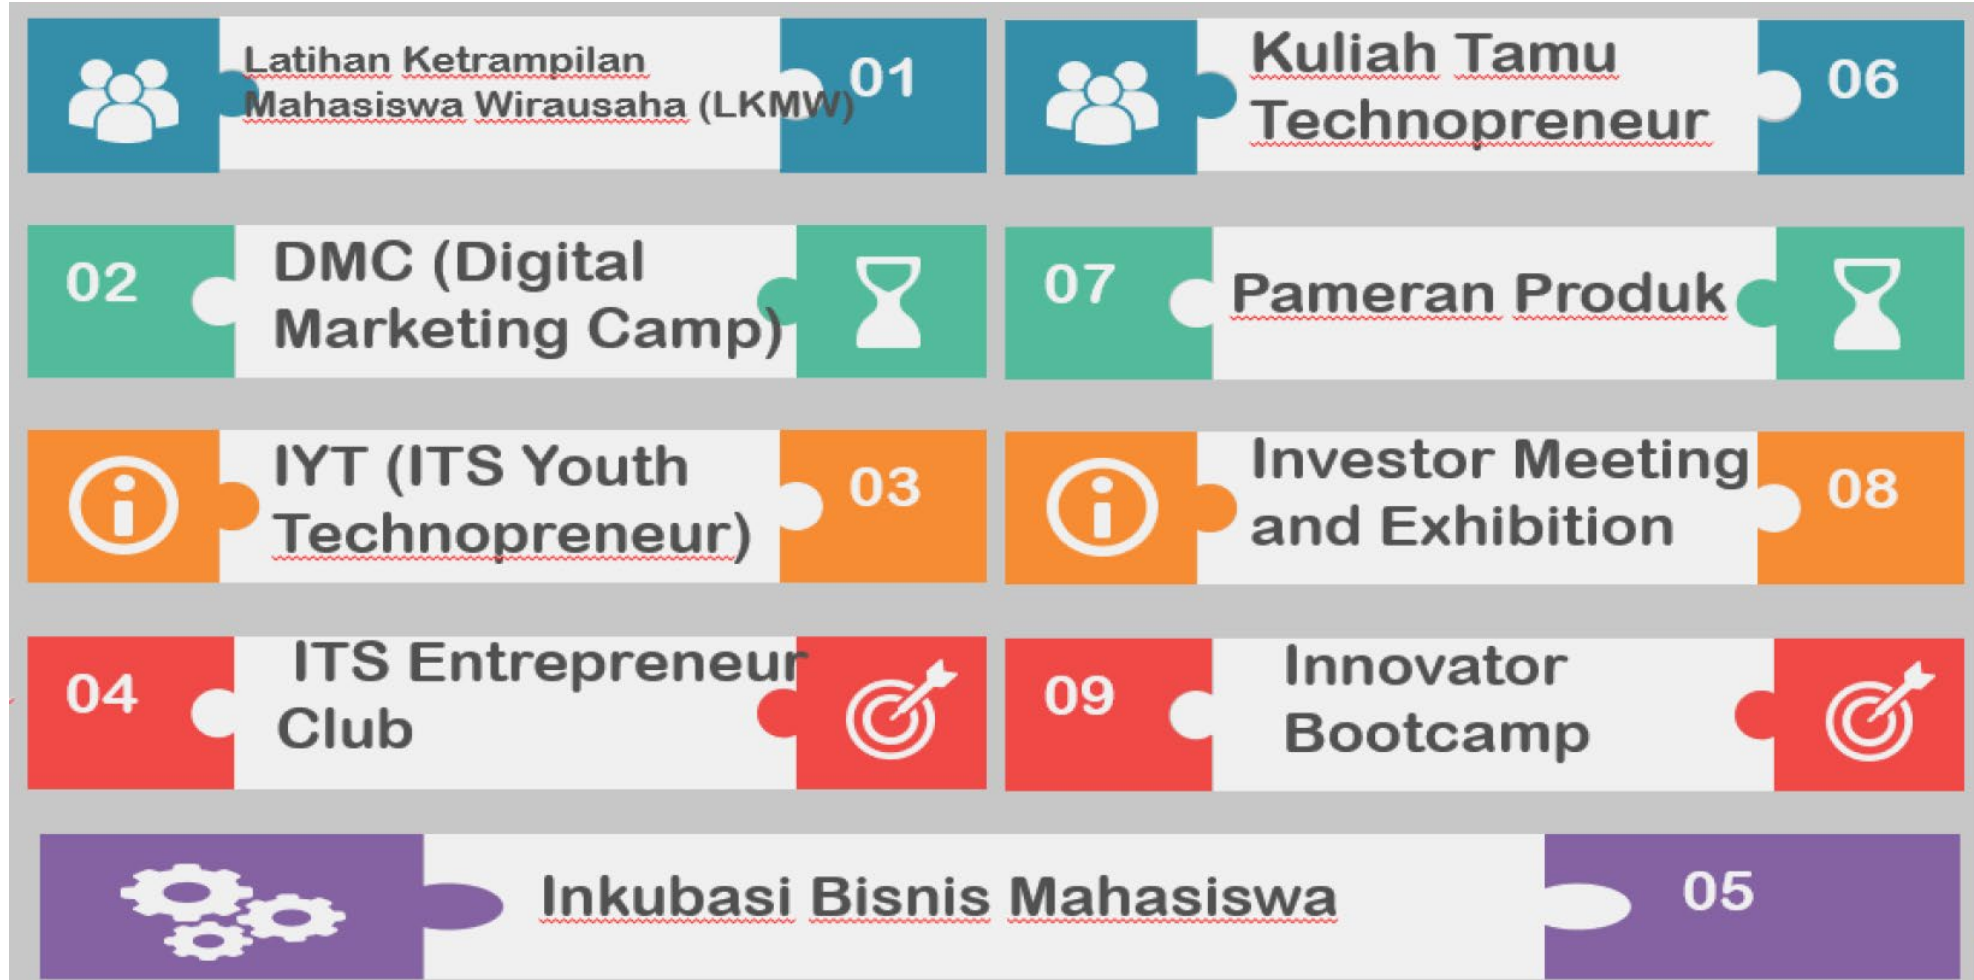 Latihan Ketrampilan
Mahasiswa Wirausaha (LKMW)
01
02
DMC (Digital
Marketing Camp)
IYT (ITS Youth
Technopreneur)
03
04
ITS Entrepreneur
Club
Kuliah Tamu
Technopreneur
06
07
Pameran Produk
Investor Meeting
and Exhibition
08
09
Innovator
Bootcamp
Inkubasi Bisnis Mahasiswa
05